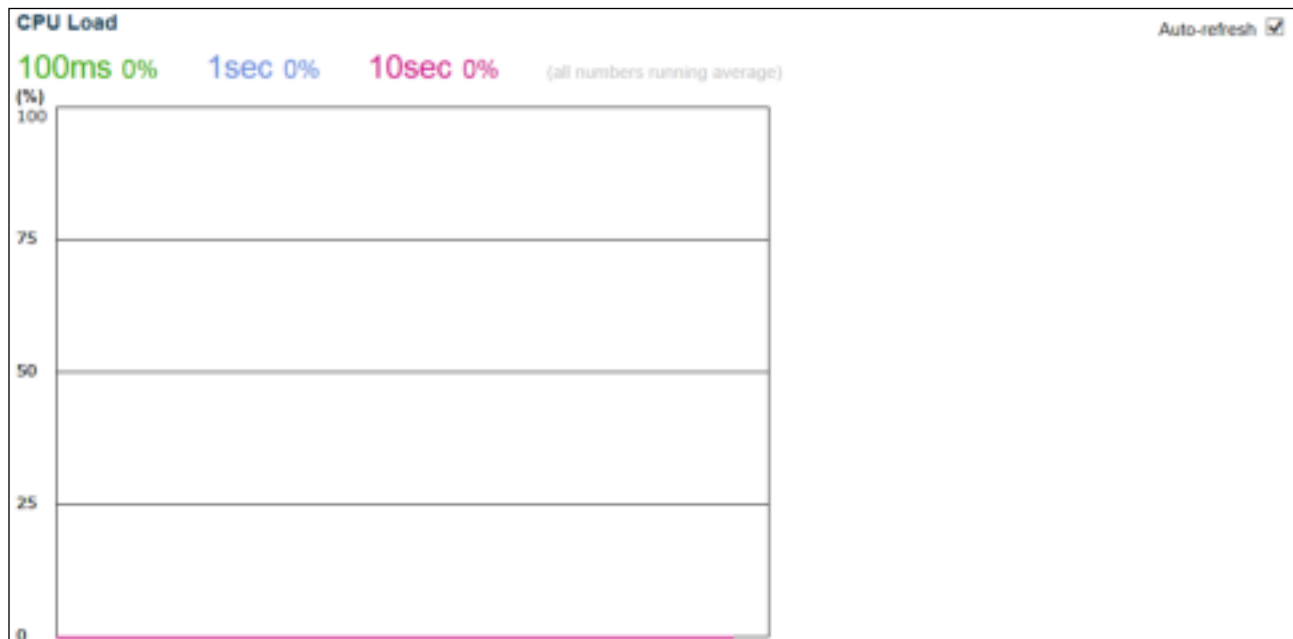 CPU Load
Auto-refresh
100ms 0% 1sec 0% 10sec 0% (all numbers running average)
(%)
100
75
50
25
0